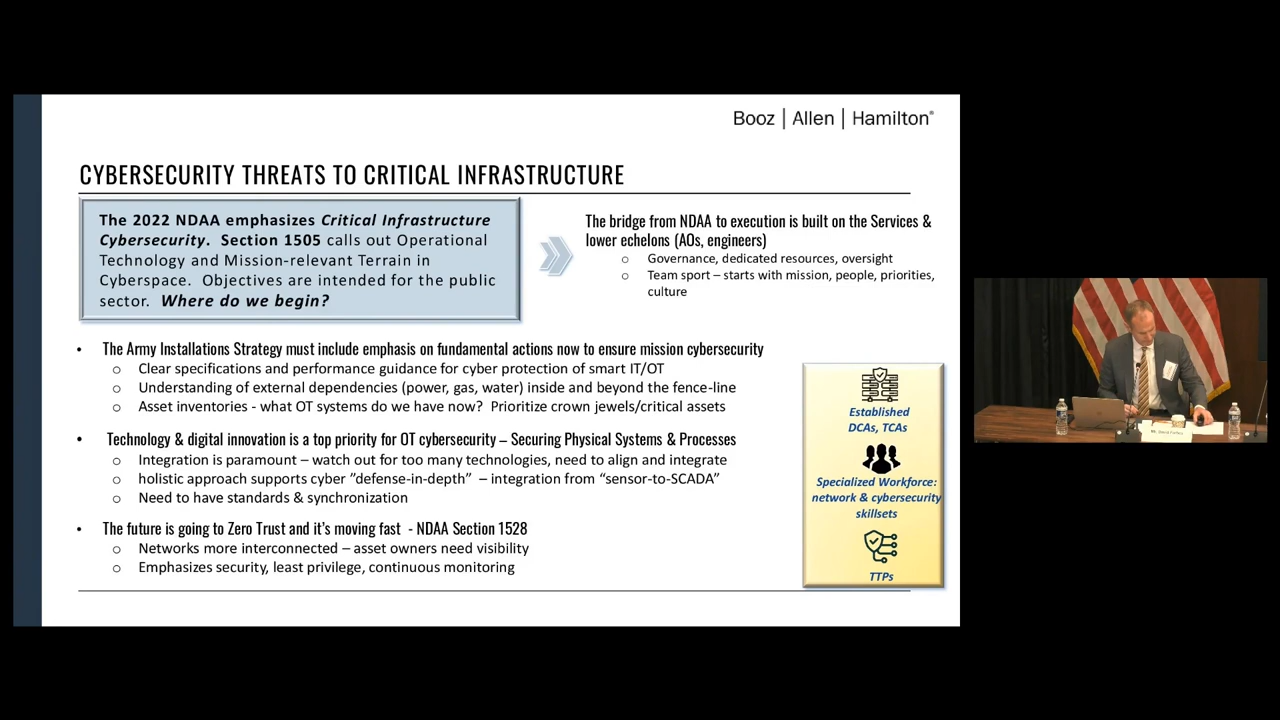 Booz | Allen | Hamilton®
CYBERSECURITY THREATS TO CRITICAL INFRASTRUCTURE
The 2022 NDAA emphasizes Critical Infrastructure
Cybersecurity. Section 1505 calls out Operational
Technology and Mission-relevant Terrain in
Cyberspace. Objectives are intended for the public
sector. Where do we begin?
The bridge from NDAA to execution is built on the Services &
lower echelons (AOs, engineers)
o Governance, dedicated resources, oversight
o Team sport – starts with mission, people, priorities,
culture
• The Army Installations Strategy must include emphasis on fundamental actions now to ensure mission cybersecurity
o Clear specifications and performance guidance for cyber protection of smart IT/OT
o Understanding of external dependencies (power, gas, water) inside and beyond the fence-line
o Asset inventories - what OT systems do we have now? Prioritize crown jewels/critical assets
• Technology & digital innovation is a top priority for OT cybersecurity – Securing Physical Systems & Processes
o Integration is paramount – watch out for too many technologies, need to align and integrate
o holistic approach supports cyber ”defense-in-depth” – integration from “sensor-to-SCADA”
o Need to have standards & synchronization
• The future is going to Zero Trust and it’s moving fast - NDAA Section 1528
o Networks more interconnected – asset owners need visibility
o Emphasizes security, least privilege, continuous monitoring
Established
DCAs, TCAs
Specialized Workforce:
network & cybersecurity
skillsets
TTPs